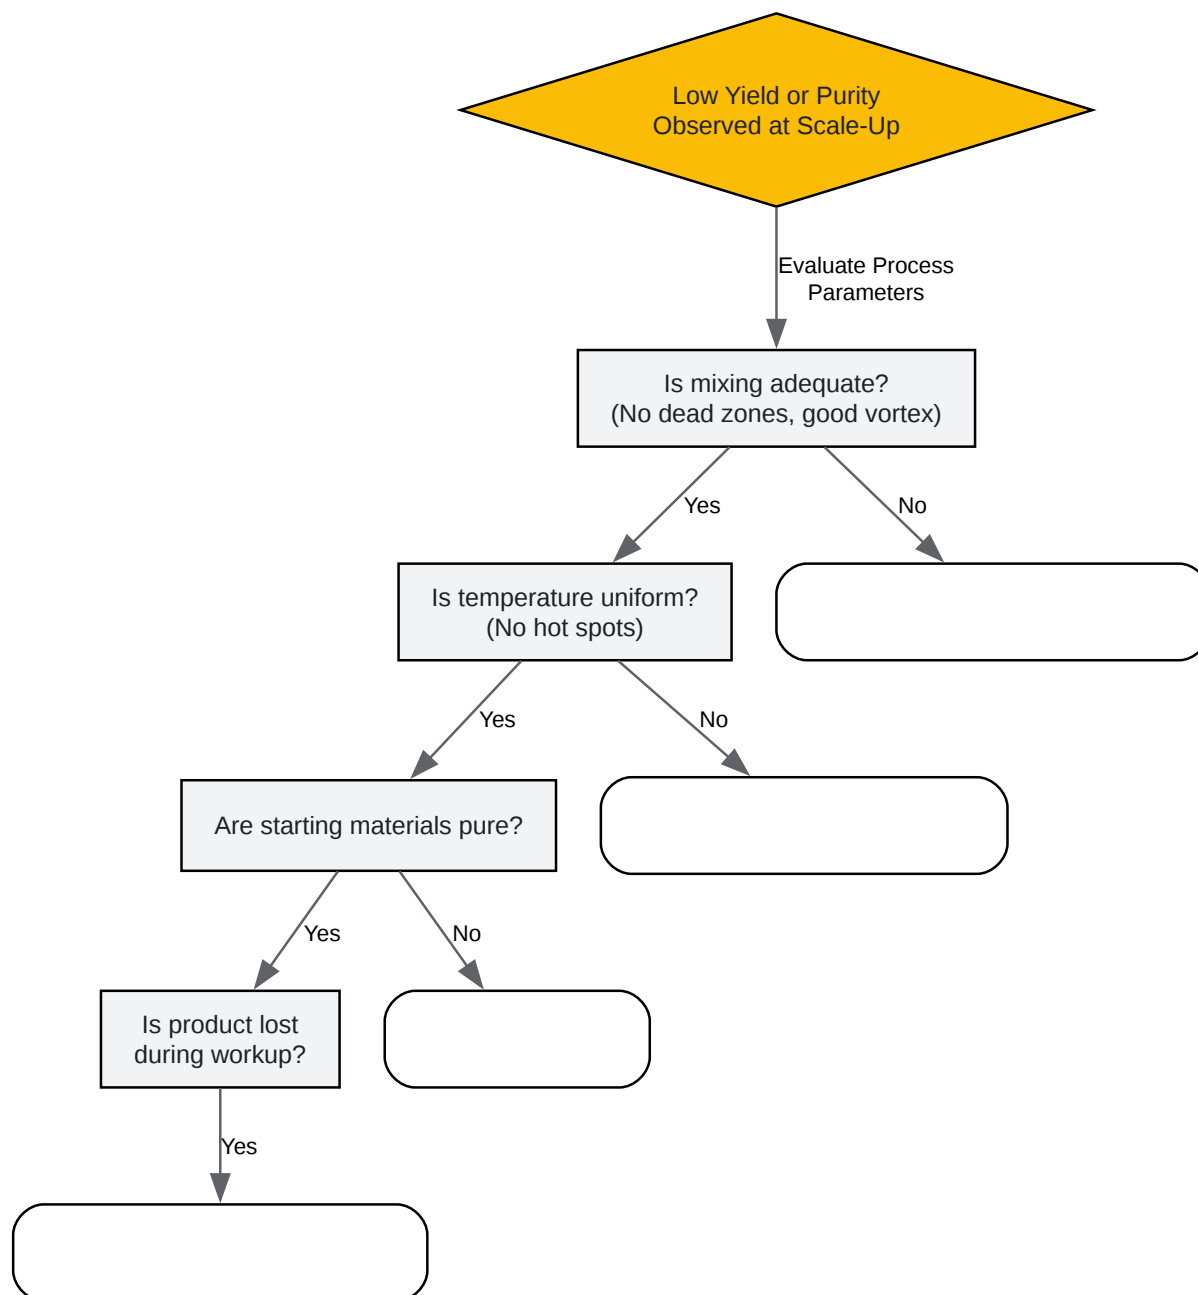 Low Yield or Purity
Observed at Scale-Up
Evaluate Process
Parameters
Is mixing adequate?
(No dead zones, good vortex)
Yes
No
Is temperature uniform?
(No hot spots)
Yes
No
Are starting materials pure?
Yes
No
Is product lost
during workup?
Yes